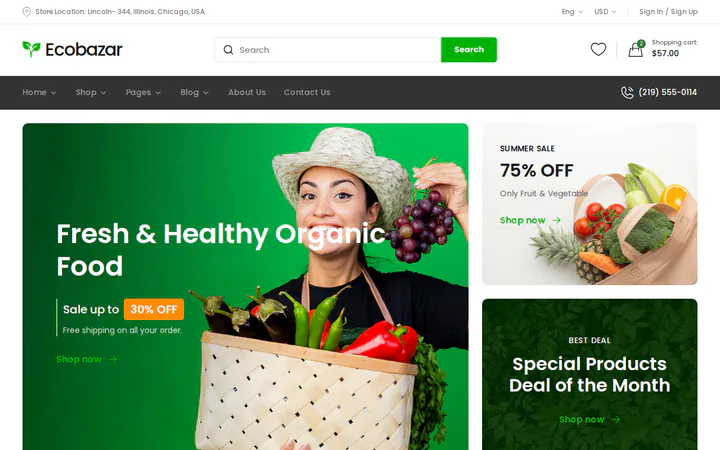 Store Location: Lincoln- 344, Illinois, Chicago, USA
Eng
USD
Sign In / Sign Up
Ecobazar
Search
Search
2
Shopping cart:
$57.00
Home
Shop
Pages
Blog
About Us
Contact Us
(219) 555-0114
Fresh & Healthy Organic
Food
Sale up to 30% OFF
Free shipping on all your order.
Shop now
SUMMER SALE
75% OFF
Only Fruit & Vegetable
Shop now
BEST DEAL
Special Products
Deal of the Month
Shop now